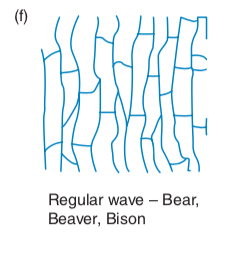 (f)
Regular wave – Bear,
Beaver, Bison